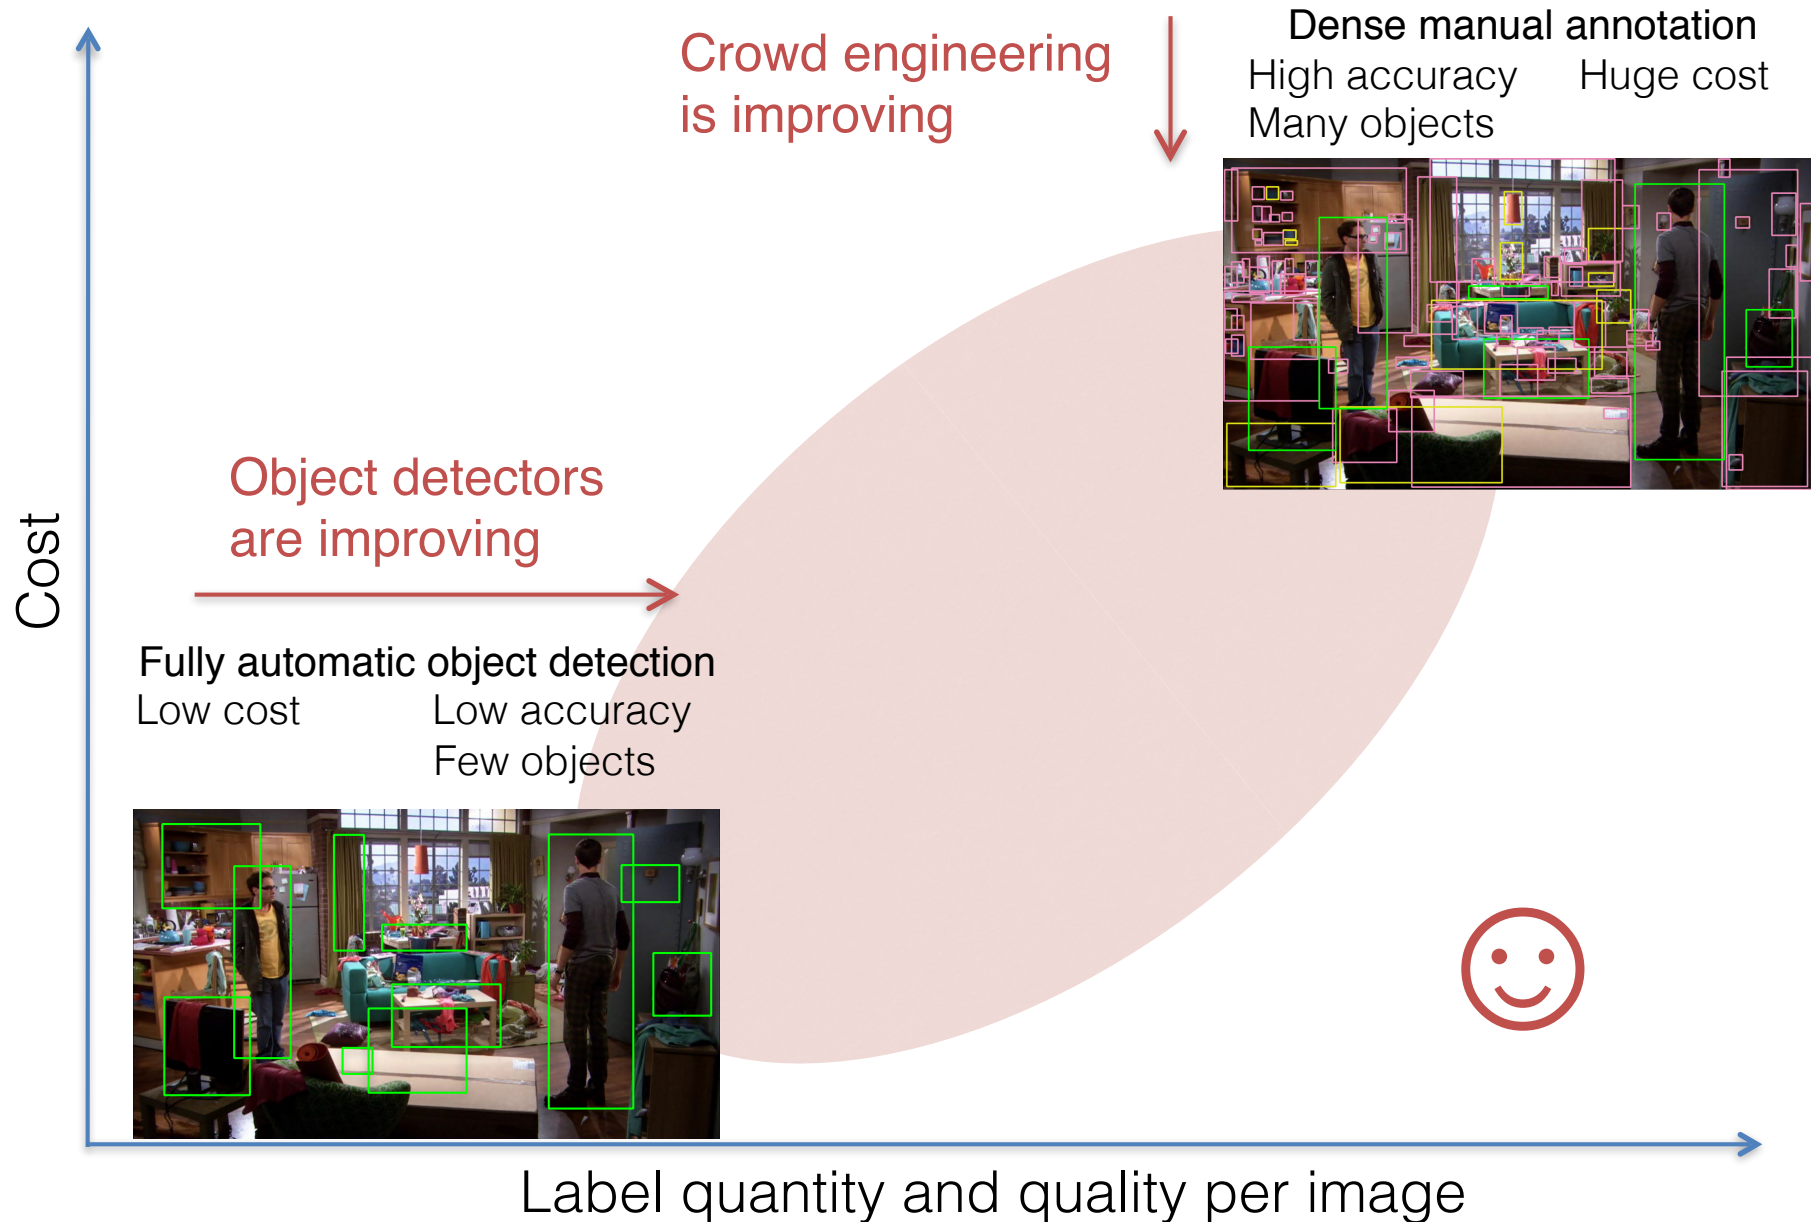 Crowd engineering
is improving
Dense manual annotation
High accuracy Huge cost
Many objects
Object detectors
are improving
Cost
Fully automatic object detection
Low cost Low accuracy
Few objects
Label quantity and quality per image